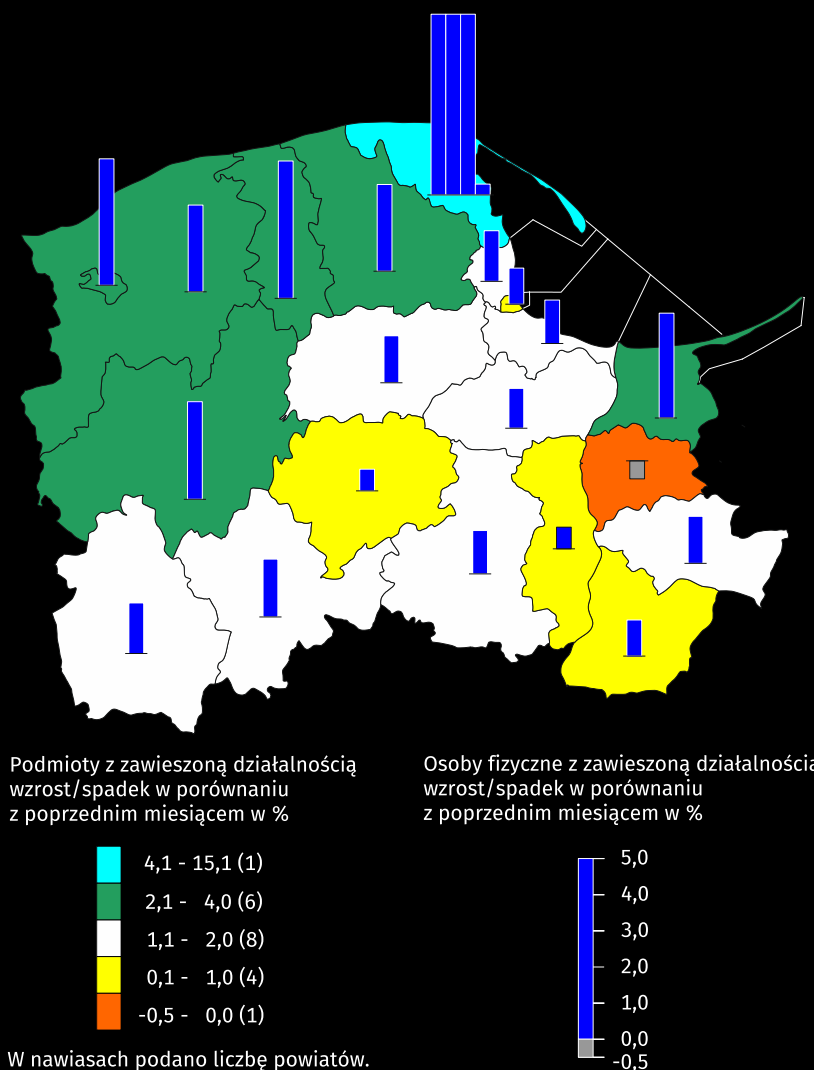 Podmioty z zawieszoną działalnością
wzrost/spadek w porównaniu
z poprzednim miesiącem w %
4,1 - 15,1 (1)
2,1 - 4,0 (6)
1,1 - 2,0 (8)
0,1 - 1,0 (4)
-0,5 - 0,0 (1)
W nawiasach podano liczbę powiatów.
Osoby fizyczne z zawieszoną działalnością
wzrost/spadek w porównaniu
z poprzednim miesiącem w %
5,0
4,0
3,0
2,0
1,0
0,0
-0,5